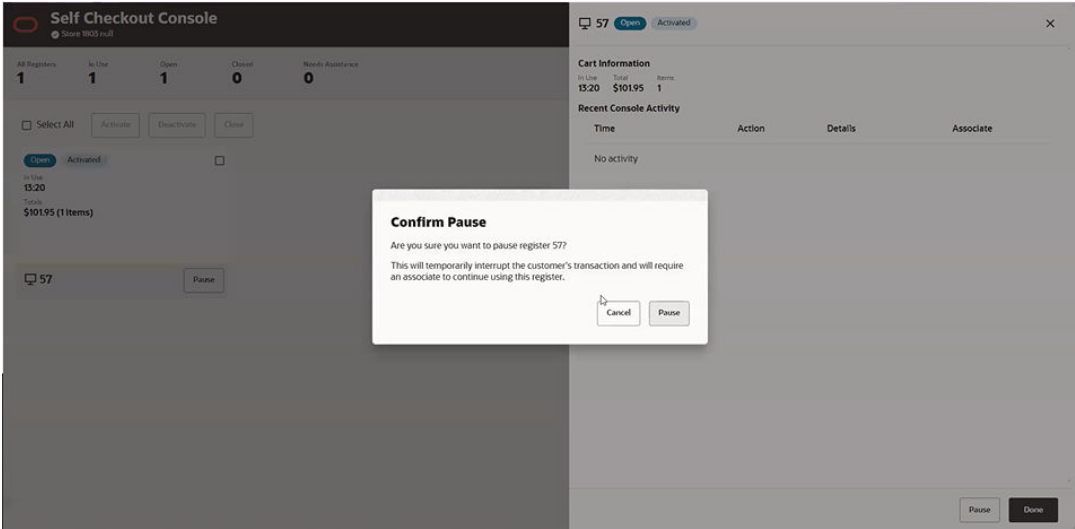 Self Checkout Console
Store 1803 null
All Registers In Use Open Closed Needs Assistance
1 1 1 0 0
Select All Activate Deactivate Close
Open Activated
In Use
13:20
Totals
$101.95 (1 Items)
57 Pause
57 Open Activated
Cart Information
In Use Total Items
13:20 $101.95 1
Recent Console Activity
Time Action Details Associate
No activity
Confirm Pause
Are you sure you want to pause register 57?
This will temporarily interrupt the customer's transaction and will require
an associate to continue using this register.
Cancel Pause
Pause Done